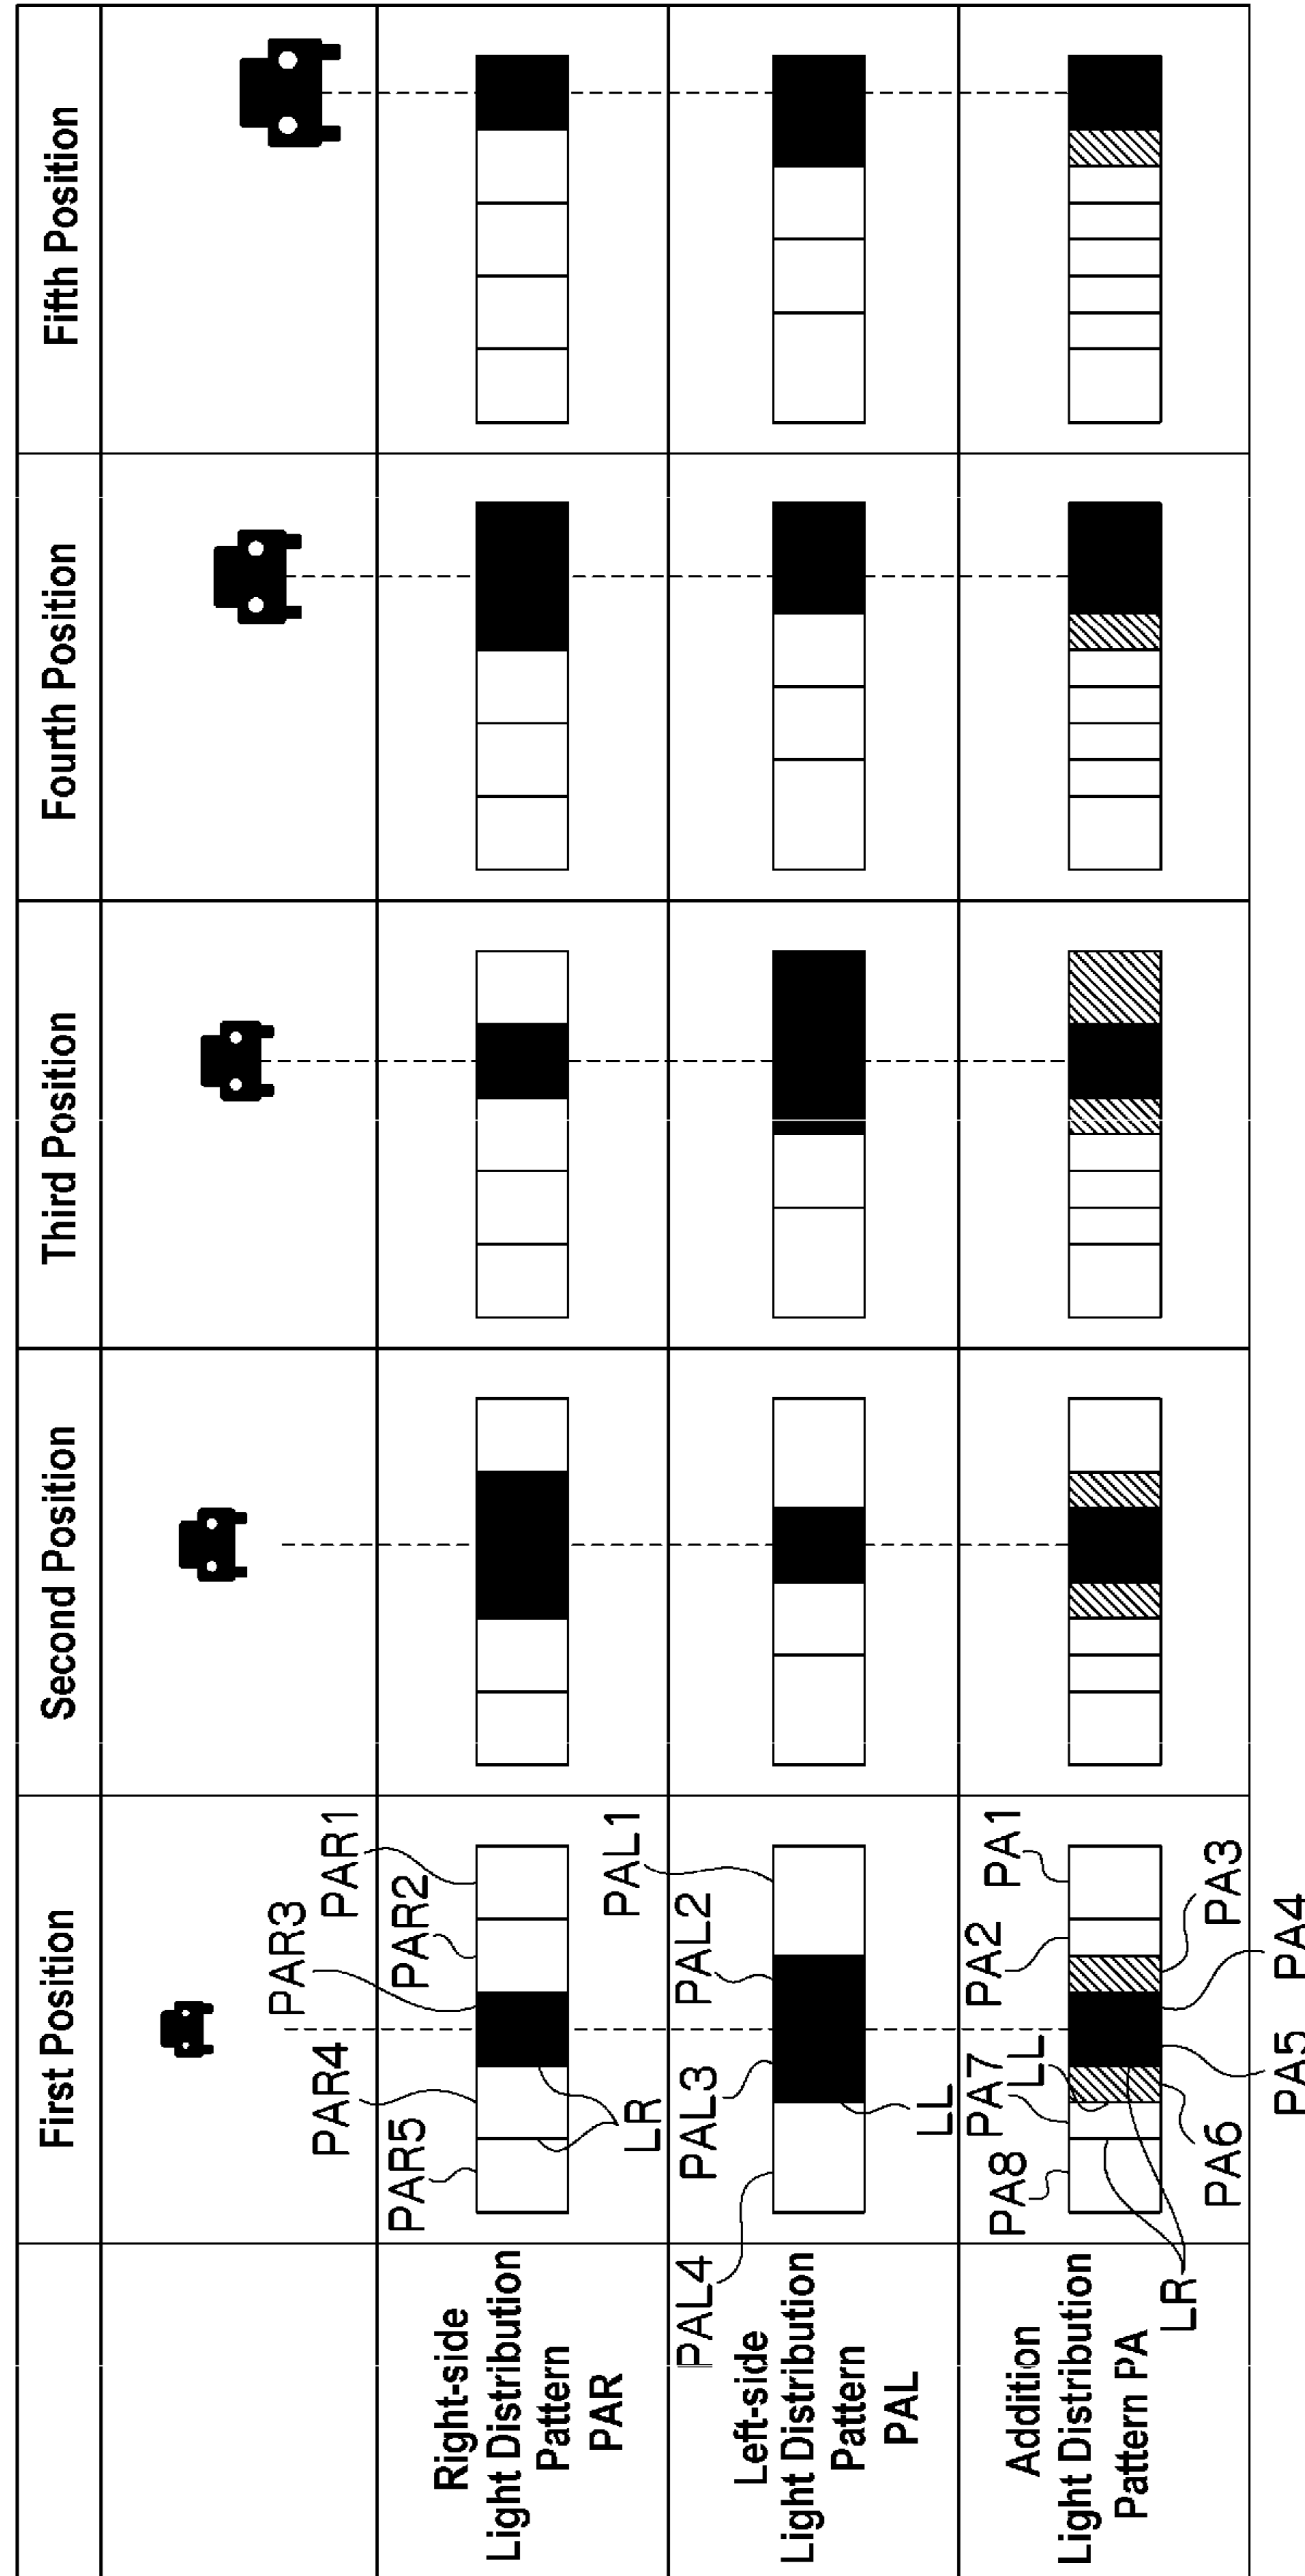 First Position
Second Position
Third Position
Fourth Position
Fifth Position
Right-side
Light Distribution
Pattern
PAR
PAR5
PAR4
PAR3
PAR2
PAR1
LR
Left-side
Light Distribution
Pattern
PAL
PAL4
PAL3
PAL2
PAL1
LL
Addition
Light Distribution
Pattern PA
PA8
PA7
LL
PA2
PA1
LR
PA6
PA5
PA4
PA3